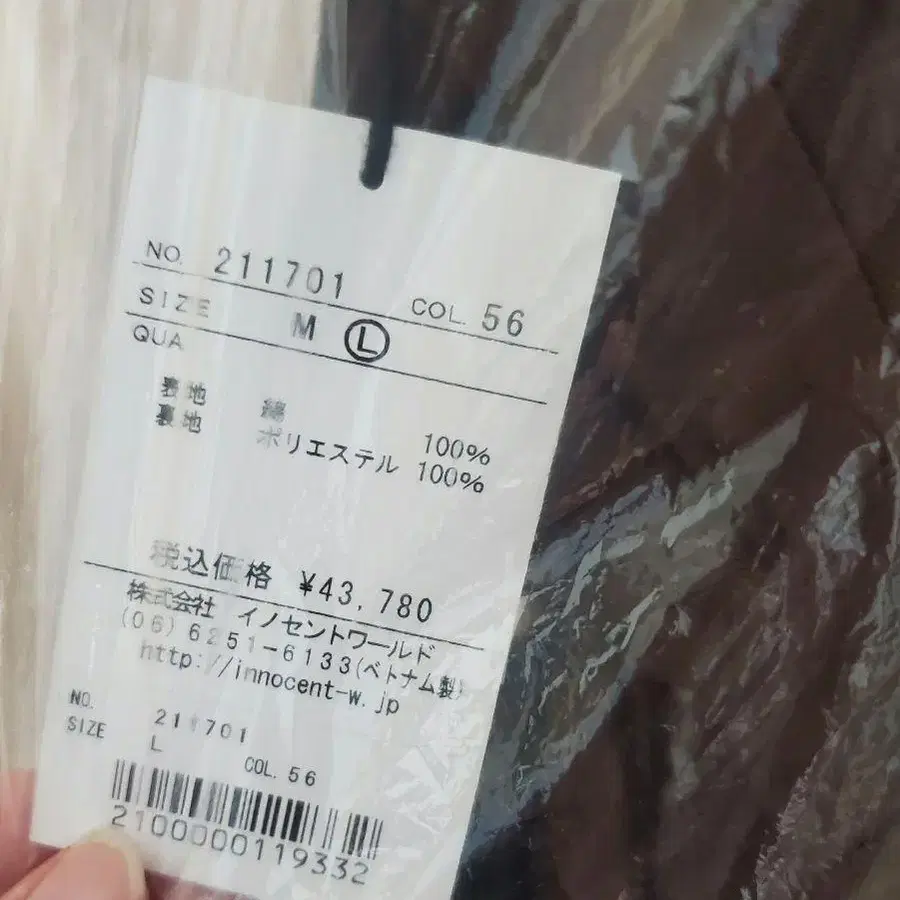 NO. 211701 COL. 56
SIZE M Ⓛ
QUA
表地 綿 100%
裏地 ポリエステル 100%
税込価格 ¥43,780
株式会社 イノセントワールド
(06)6251-6133(ベトナム製)
http://innocent-w.jp
NO. 211701
SIZE L
COL. 56
2100000119332